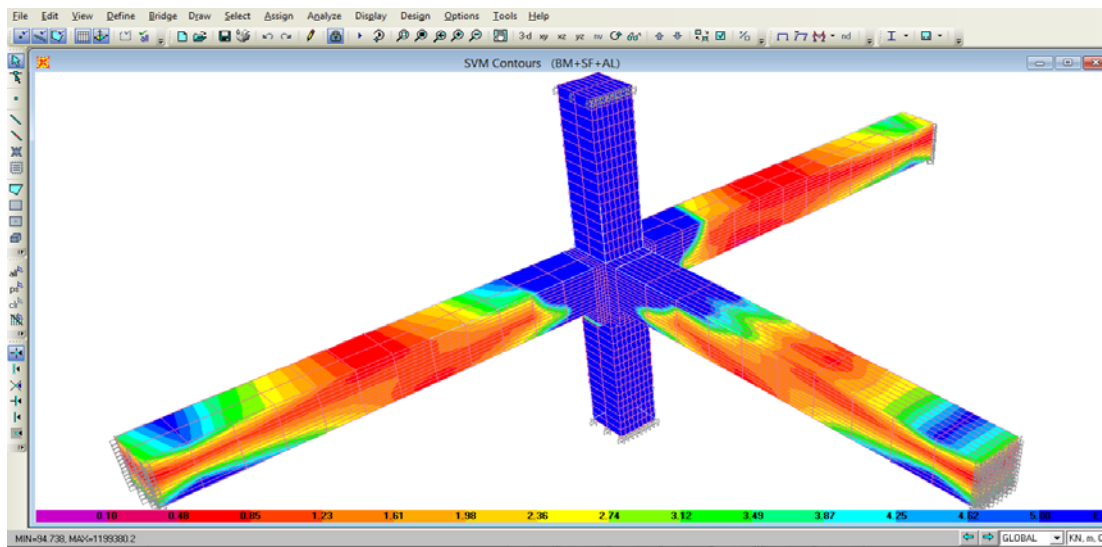 File Edit View Define Bridge Draw Select Assign Analyze Display Design Options Tools Help
3-d xy xz yz nv nd
SVM Contours (BM+SF+AL)
all
ps
clr
0.10 0.48 0.85 1.23 1.61 1.98 2.36 2.74 3.12 3.49 3.87 4.25 4.62
MIN=94.738, MAX=1199380.2
GLOBAL KN, m, C